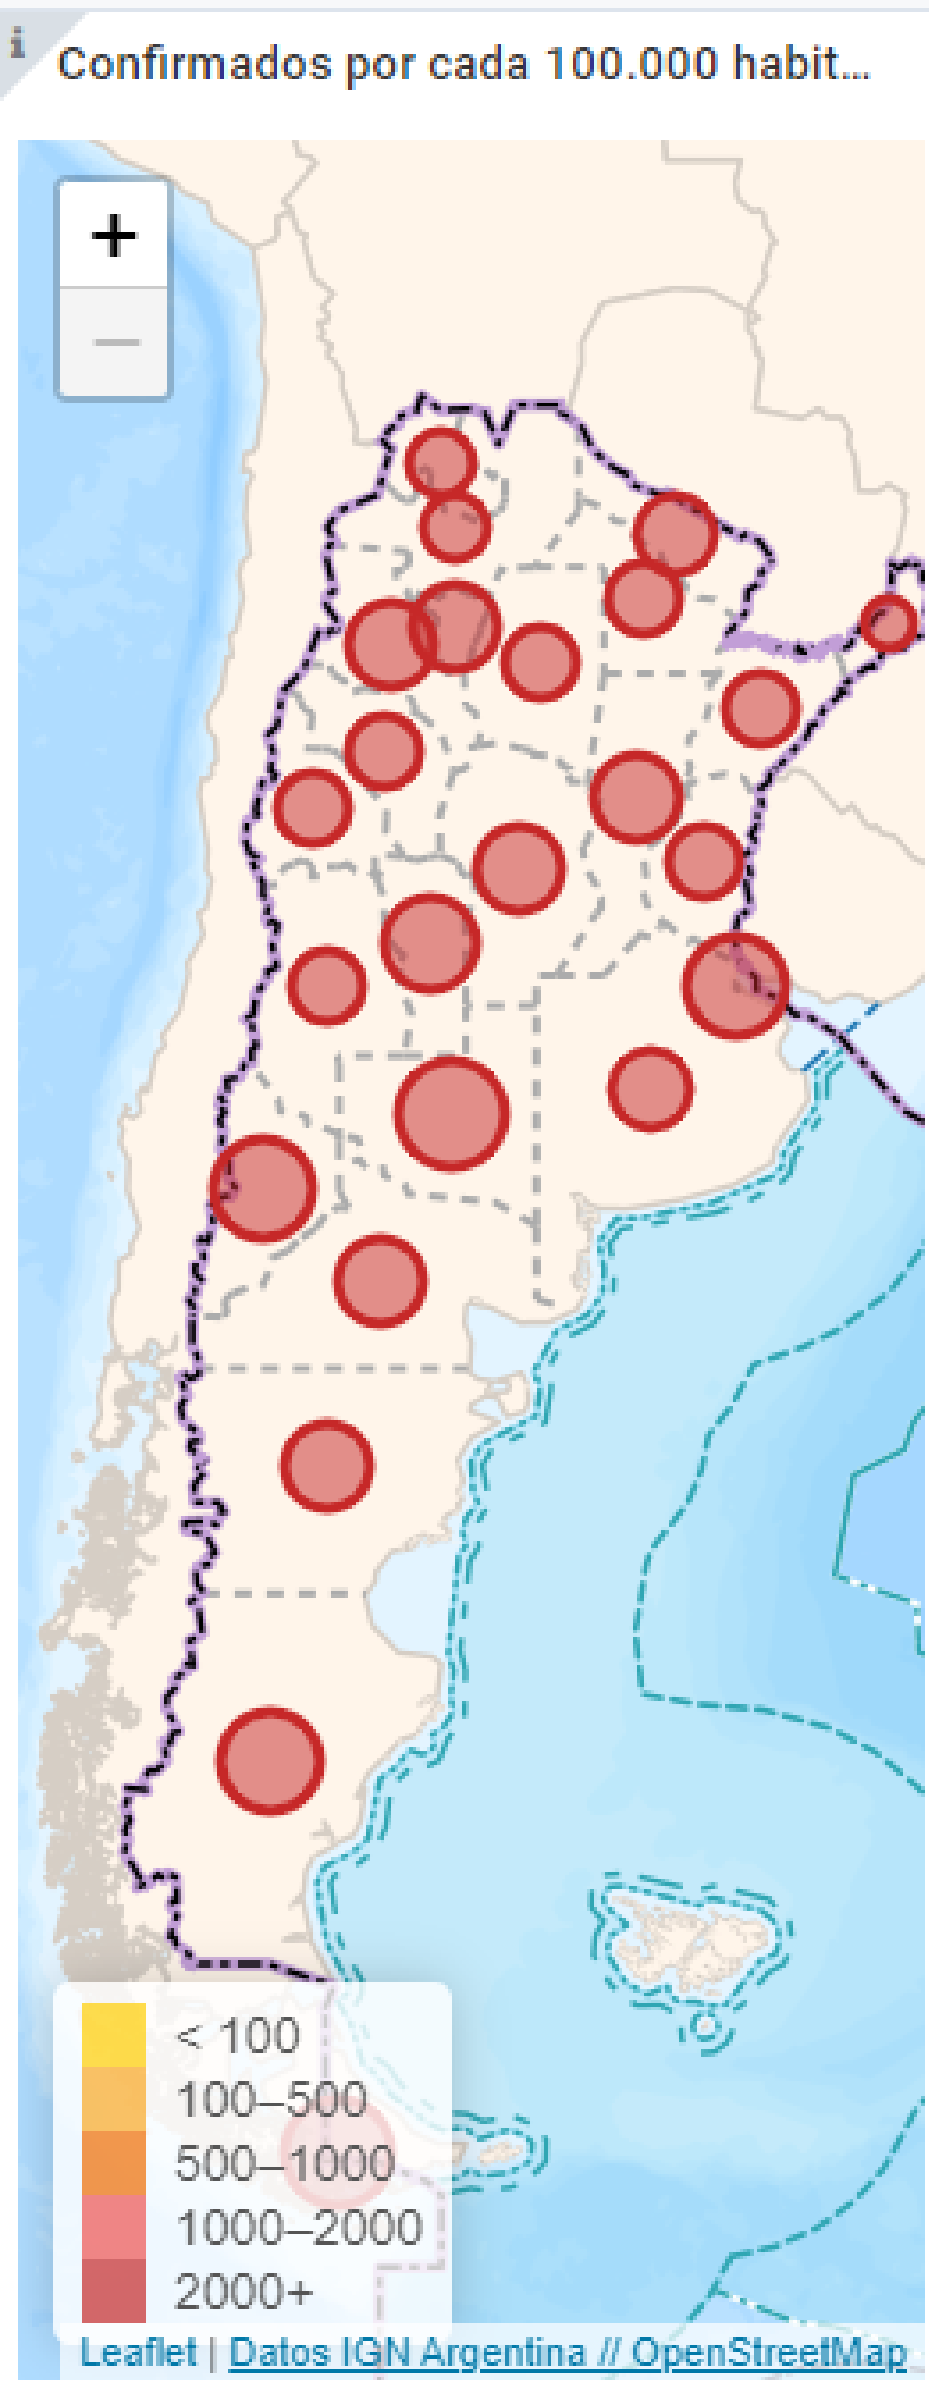 i
Confirmados por cada 100.000 habit...
+
−
< 100
100–500
500–1000
1000–2000
2000+
Leaflet | Datos IGN Argentina // OpenStreetMap